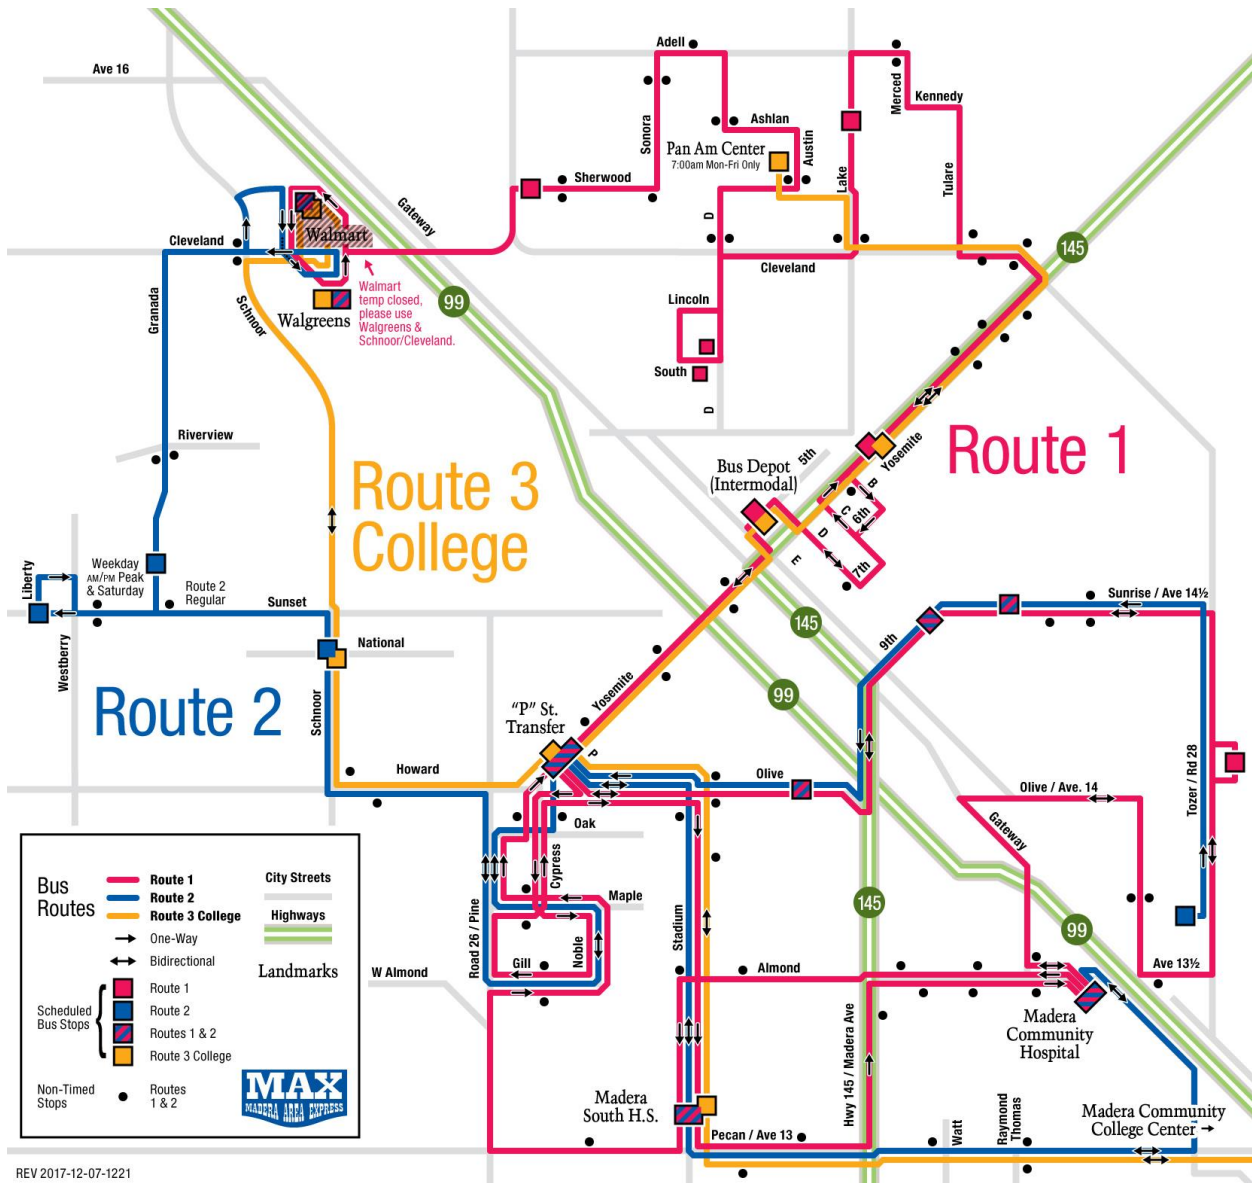 Ave 16
Adell
Merced
Kennedy
Sonora
Ashlan
Austin
Pan Am Center
7:00am Mon-Fri Only
Lake
Tulare
Sherwood
D
Gateway
Walmart
Cleveland
Cleveland
145
Granada
Schnoor
Walgreens
Walmart
temp closed,
please use
Walgreens &
Schnoor/Cleveland.
99
Lincoln
South
D
Riverview
Route 3
College
Route 1
5th
Yosemite
Bus Depot
(Intermodal)
B
C
6th
D
E
7th
Liberty
Weekday
AM/PM Peak
& Saturday
Route 2
Regular
Sunset
Westberry
National
Route 2
Schnoor
Yosemite
145
9th
Sunrise / Ave 14½
99
"P" St.
Transfer
P
Howard
Olive
Olive / Ave. 14
Tozer / Rd 28
Gateway
Oak
Cypress
Maple
Road 26 / Pine
Noble
Gill
Stadium
145
99
W Almond
Almond
Ave 13½
Madera
Community
Hospital
Hwy 145 / Madera Ave
Madera
South H.S.
Pecan / Ave 13
Watt
Raymond
Thomas
Madera Community
College Center
Bus
Routes
Route 1
Route 2
Route 3 College
One-Way
Bidirectional
City Streets
Highways
Landmarks
Scheduled
Bus Stops
Route 1
Route 2
Routes 1 & 2
Route 3 College
Non-Timed
Stops
Routes
1 & 2
MAX
MADERA AREA EXPRESS
REV 2017-12-07-1221